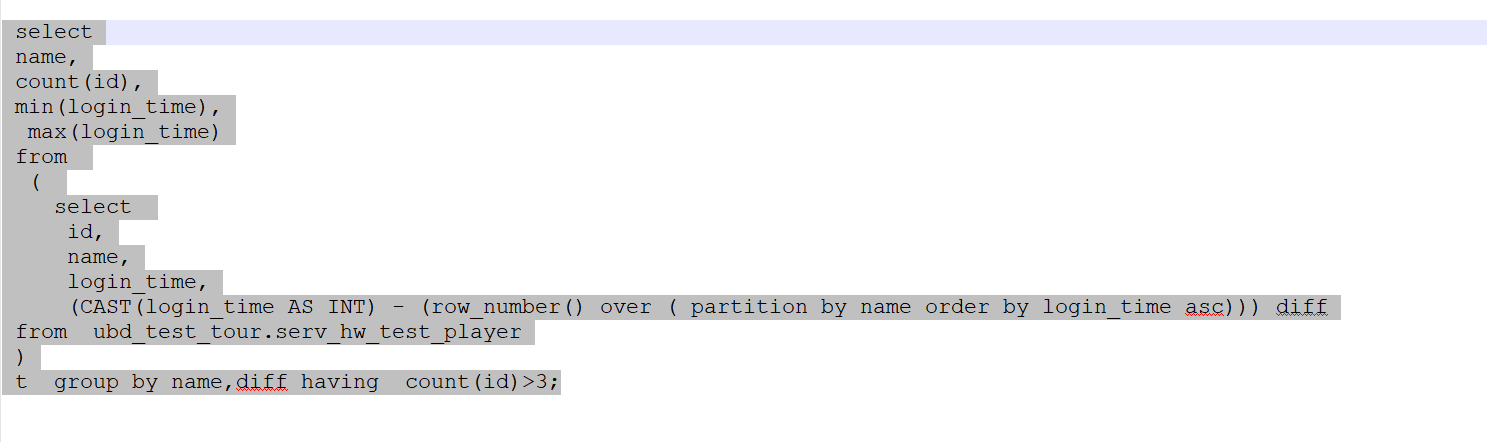 select
name,
count(id),
min(login_time),
max(login_time)
from
(
select
id,
name,
login_time,
(CAST(login_time AS INT) - (row_number() over ( partition by name order by login_time asc))) diff
from  ubd_test_tour.serv_hw_test_player
)
t  group by name,diff having  count(id)>3;